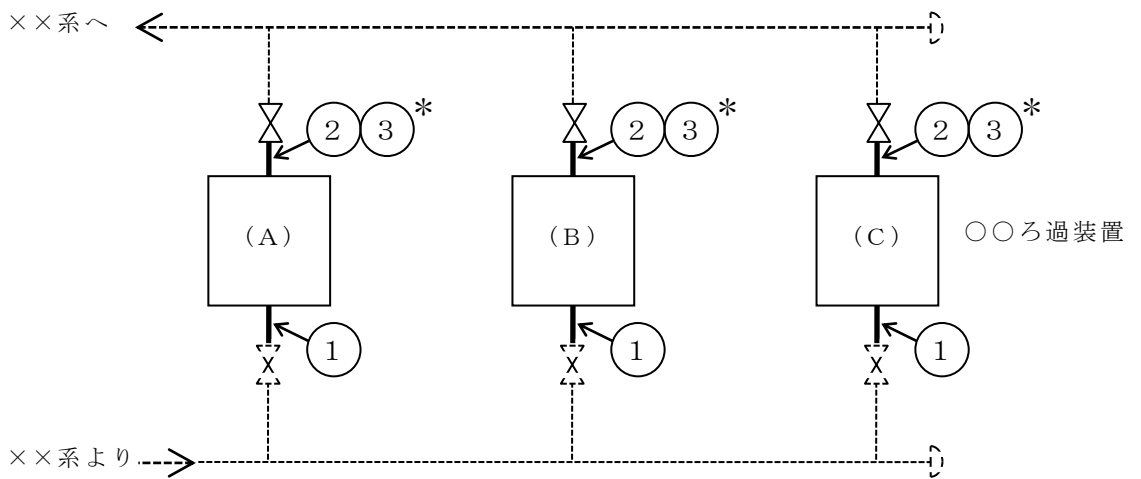 ××系へ
② ③ * ② ③ * ② ③ *
(A) (B) (C) ○○ろ過装置
① ① ①
××系より